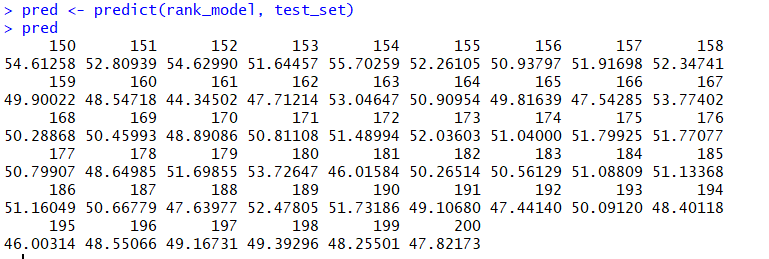 > pred <- predict(rank_model, test_set)
> pred
150 151 152 153 154 155 156 157 158
54.61258 52.80939 54.62990 51.64457 55.70259 52.26105 50.93797 51.91698 52.34741
159 160 161 162 163 164 165 166 167
49.90022 48.54718 44.34502 47.71214 53.04647 50.90954 49.81639 47.54285 53.77402
168 169 170 171 172 173 174 175 176
50.28868 50.45993 48.89086 50.81108 51.48994 52.03603 51.04000 51.79925 51.77077
177 178 179 180 181 182 183 184 185
50.79907 48.64985 51.69855 53.72647 46.01584 50.26514 50.56129 51.08809 51.13368
186 187 188 189 190 191 192 193 194
51.16049 50.66779 47.63977 52.47805 51.73186 49.10680 47.44140 50.09120 48.40118
195 196 197 198 199 200
46.00314 48.55066 49.16731 49.39296 48.25501 47.82173